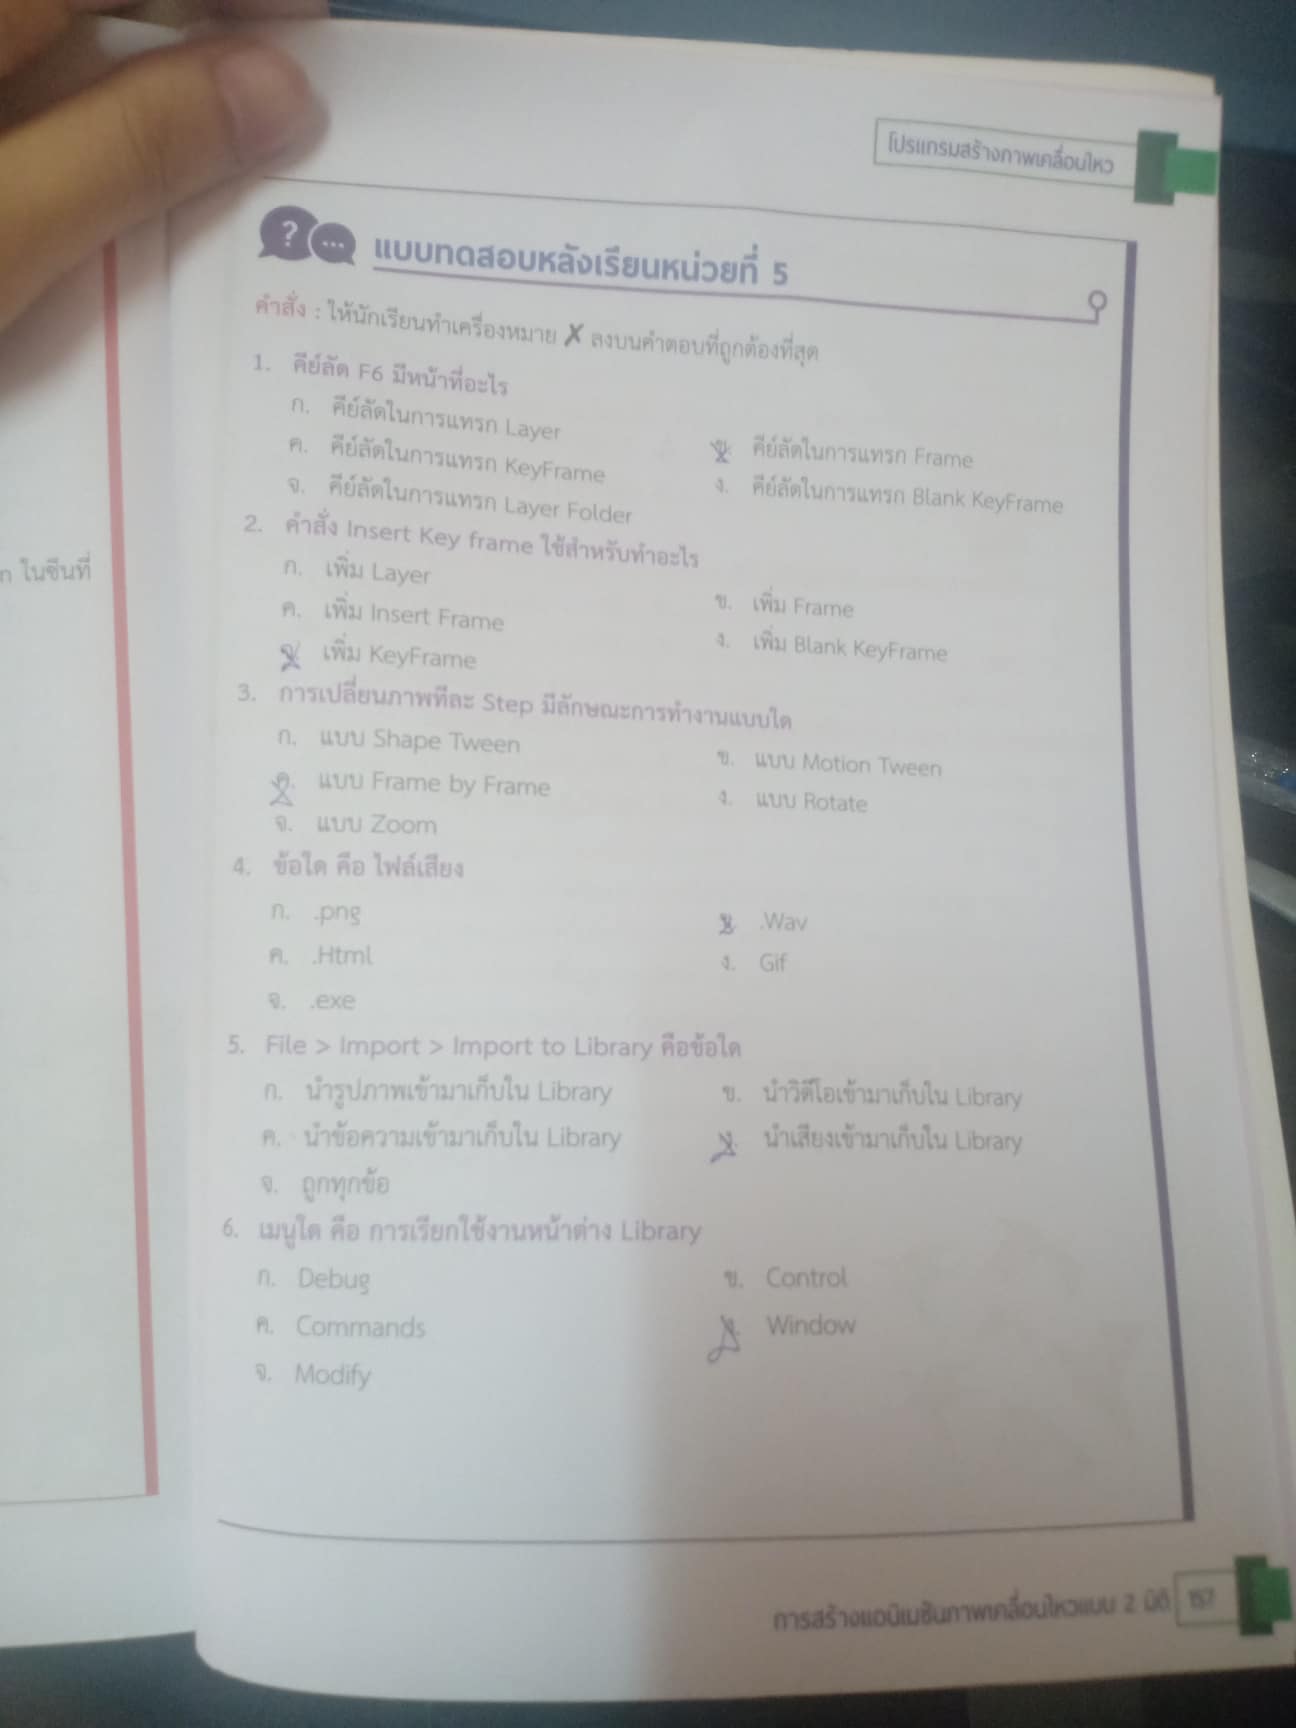 โปรแกรมสร้างภาพเคลื่อนไหว
? ...
แบบทดสอบหลังเรียนหน่วยที่ 5
คำสั่ง : ให้นักเรียนทำเครื่องหมาย ✗ ลงบนคำตอบที่ถูกต้องที่สุด
1. คีย์ลัด F6 มีหน้าที่อะไร
ก. คีย์ลัดในการแทรก Layer
ข. คีย์ลัดในการแทรก Frame
ค. คีย์ลัดในการแทรก KeyFrame
ง. คีย์ลัดในการแทรก Blank KeyFrame
จ. คีย์ลัดในการแทรก Layer Folder
2. คำสั่ง Insert Key frame ใช้สำหรับทำอะไร
ก. เพิ่ม Layer
ข. เพิ่ม Frame
ค. เพิ่ม Insert Frame
ง. เพิ่ม Blank KeyFrame
จ. เพิ่ม KeyFrame
3. การเปลี่ยนภาพทีละ Step มีลักษณะการทำงานแบบใด
ก. แบบ Shape Tween
ข. แบบ Motion Tween
ค. แบบ Frame by Frame
ง. แบบ Rotate
จ. แบบ Zoom
4. ข้อใด คือ ไฟล์เสียง
ก. .png
ข. .Wav
ค. .Html
ง. Gif
จ. .exe
5. File > Import > Import to Library คือข้อใด
ก. นำรูปภาพเข้ามาเก็บใน Library
ข. นำวิดีโอเข้ามาเก็บใน Library
ค. นำข้อความเข้ามาเก็บใน Library
ง. นำเสียงเข้ามาเก็บใน Library
จ. ถูกทุกข้อ
6. เมนูใด คือ การเรียกใช้งานหน้าต่าง Library
ก. Debug
ข. Control
ค. Commands
ง. Window
จ. Modify
การสร้างแอนิเมชันภาพเคลื่อนไหวแบบ 2 มิติ 157
ในซีนที่